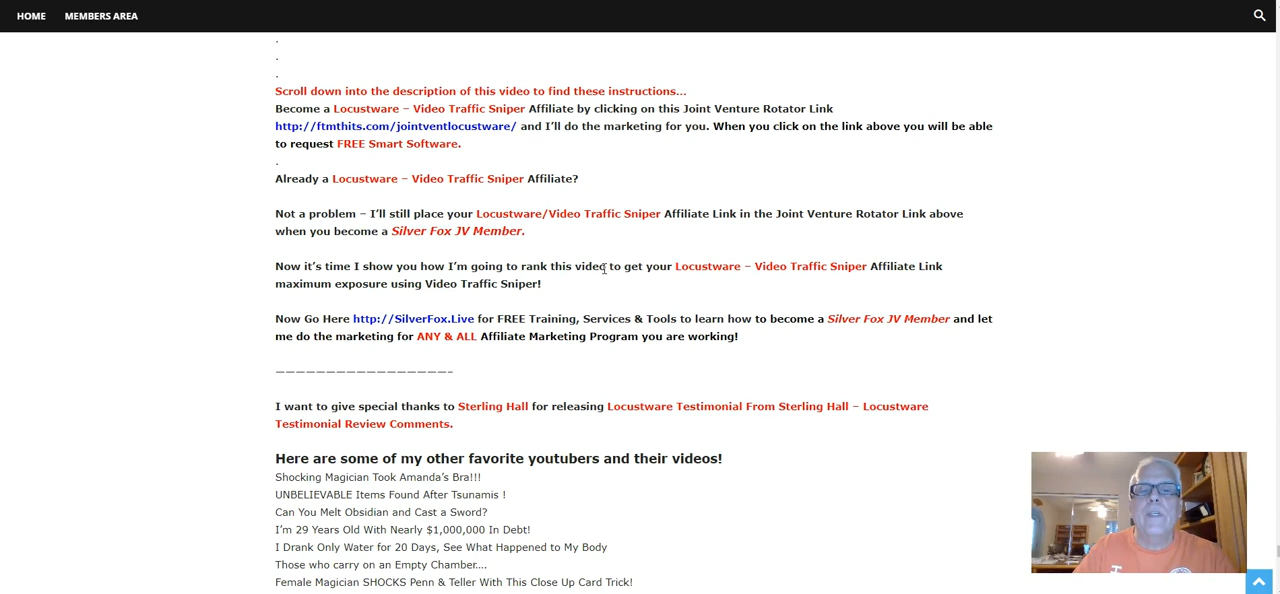 HOME MEMBERS AREA
.
.
.
Scroll down into the description of this video to find these instructions…
Become a Locustware – Video Traffic Sniper Affiliate by clicking on this Joint Venture Rotator Link
http://ftmthits.com/jointventlocustware/ and I’ll do the marketing for you. When you click on the link above you will be able
to request FREE Smart Software.
.
Already a Locustware – Video Traffic Sniper Affiliate?
Not a problem – I’ll still place your Locustware/Video Traffic Sniper Affiliate Link in the Joint Venture Rotator Link above
when you become a Silver Fox JV Member.
Now it’s time I show you how I’m going to rank this video to get your Locustware – Video Traffic Sniper Affiliate Link
maximum exposure using Video Traffic Sniper!
Now Go Here http://SilverFox.Live for FREE Training, Services & Tools to learn how to become a Silver Fox JV Member and let
me do the marketing for ANY & ALL Affiliate Marketing Program you are working!
—————————————————–
I want to give special thanks to Sterling Hall for releasing Locustware Testimonial From Sterling Hall – Locustware
Testimonial Review Comments.
Here are some of my other favorite youtubers and their videos!
Shocking Magician Took Amanda’s Bra!!!
UNBELIEVABLE Items Found After Tsunamis !
Can You Melt Obsidian and Cast a Sword?
I’m 29 Years Old With Nearly $1,000,000 In Debt!
I Drank Only Water for 20 Days, See What Happened to My Body
Those who carry on an Empty Chamber….
Female Magician SHOCKS Penn & Teller With This Close Up Card Trick!